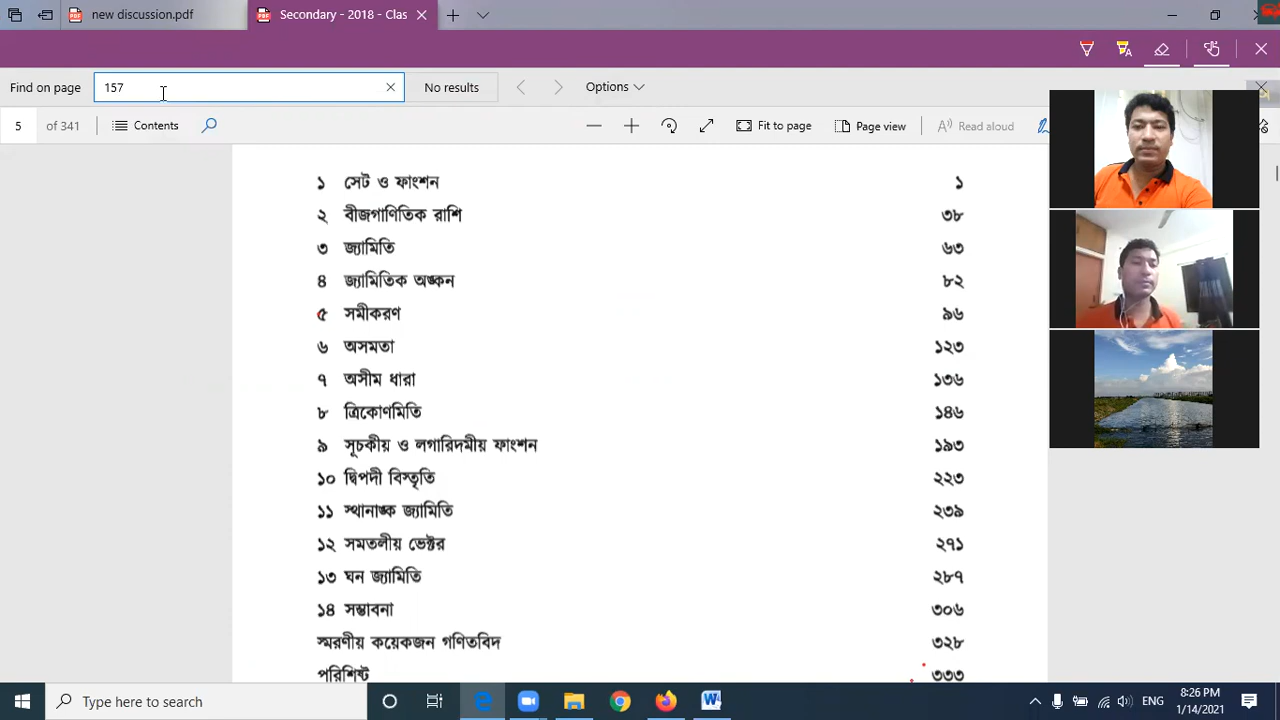 new discussion.pdf
Secondary - 2018 - Clas
Find on page
157
No results
Options
5
of 341
Contents
Fit to page
Page view
Read aloud
১ সেট ও ফাংশন ১
২ বীজগাণিতিক রাশি ৩৮
৩ জ্যামিতি ৬৩
৪ জ্যামিতিক অঙ্কন ৮২
৫ সমীকরণ ৯৬
৬ অসমতা ১২৩
৭ অসীম ধারা ১৩৬
৮ ত্রিকোণমিতি ১৪৬
৯ সূচকীয় ও লগারিদমীয় ফাংশন ১৯৩
১০ দ্বিপদী বিস্তৃতি ২২৩
১১ স্থানাঙ্ক জ্যামিতি ২৩৯
১২ সমতলীয় ভেক্টর ২৭১
১৩ ঘন জ্যামিতি ২৮৭
১৪ সম্ভাবনা ৩০৬
স্মরণীয় কয়েকজন গণিতবিদ ৩২৮
পরিশিষ্ট ৩৩৩
Type here to search
ENG
8:26 PM
1/14/2021